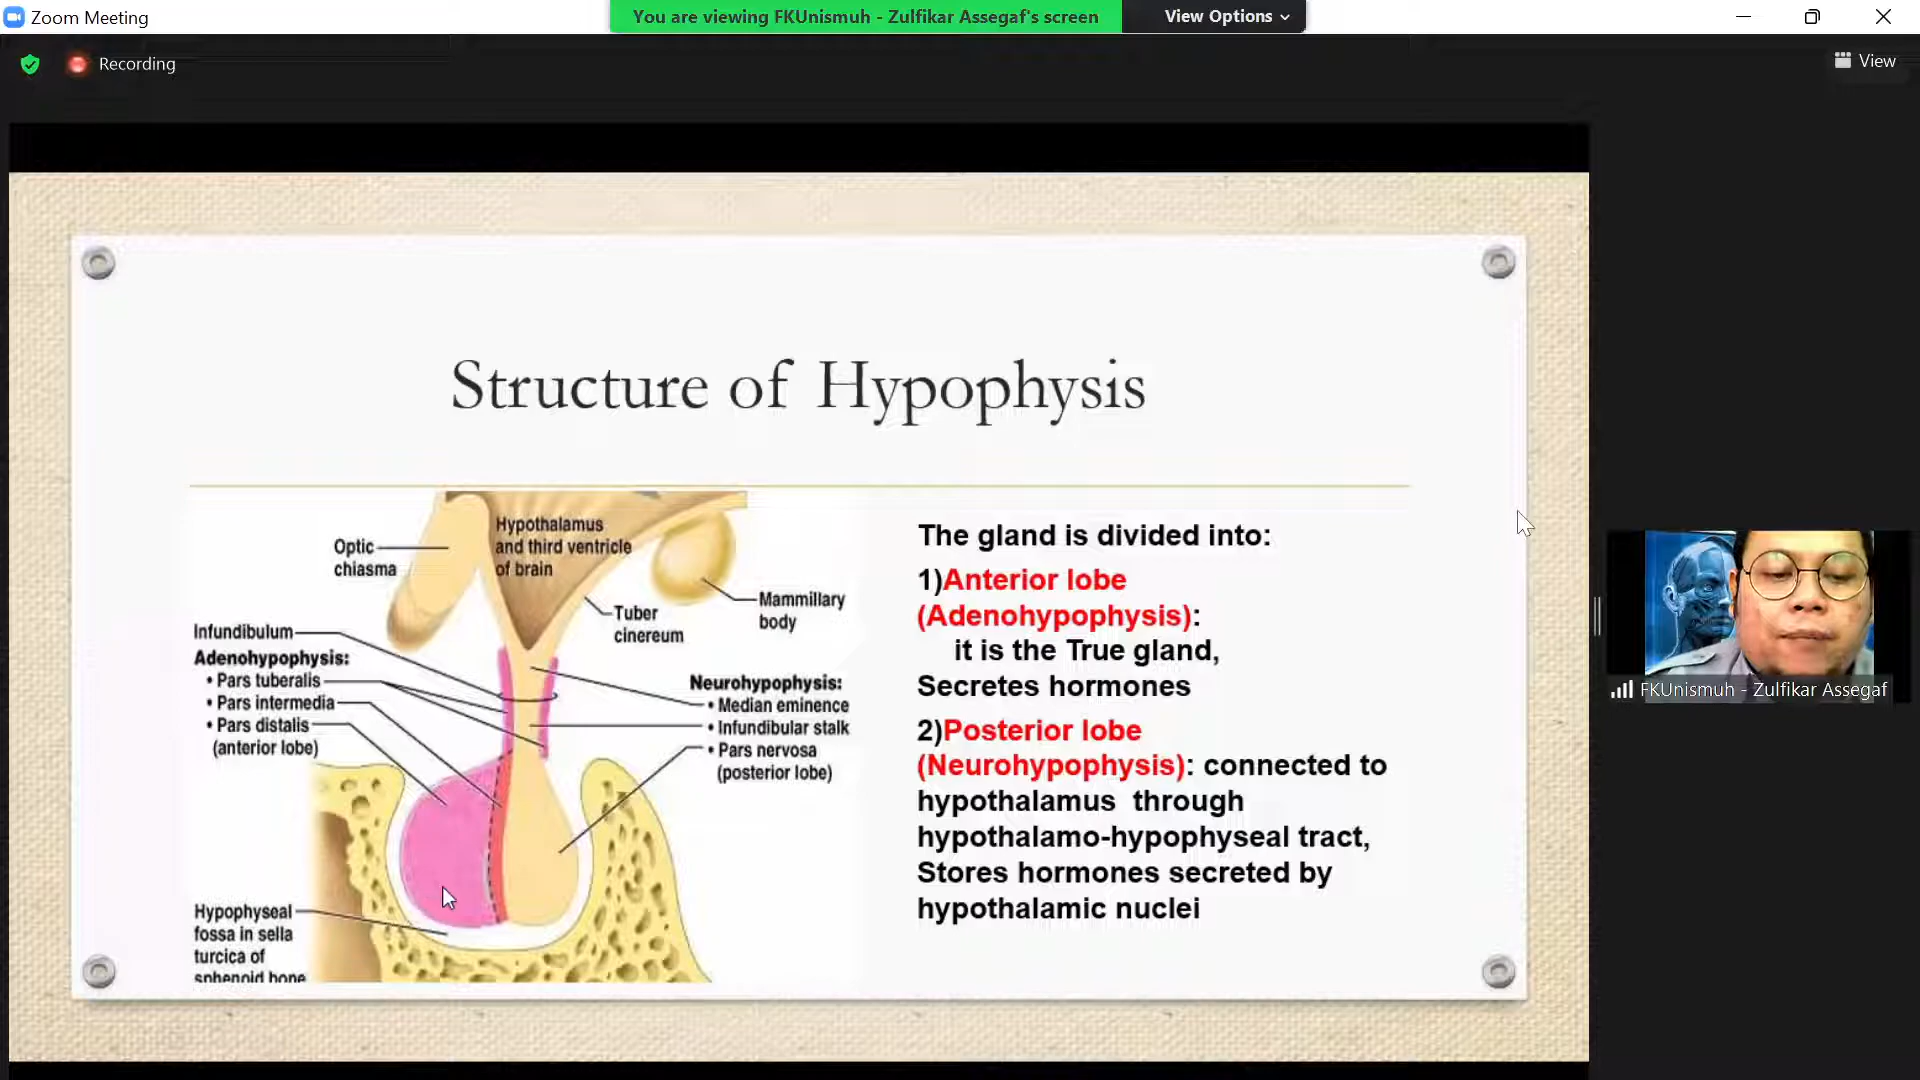 Zoom Meeting
You are viewing FKUnismuh - Zulfikar Assegaf's screen
View Options
Recording
View
Structure of Hypophysis
Hypothalamus
and third ventricle
of brain
Optic
chiasma
Mammillary
body
Tuber
cinereum
Infundibulum
Adenohypophysis:
• Pars tuberalis
• Pars intermedia
• Pars distalis
(anterior lobe)
Neurohypophysis:
• Median eminence
• Infundibular stalk
• Pars nervosa
(posterior lobe)
Hypophyseal
fossa in sella
turcica of
sphenoid bone
The gland is divided into:
1)Anterior lobe
(Adenohypophysis):
it is the True gland,
Secretes hormones
2)Posterior lobe
(Neurohypophysis): connected to
hypothalamus through
hypothalamo-hypophyseal tract,
Stores hormones secreted by
hypothalamic nuclei
FKUnismuh - Zulfikar Assegaf